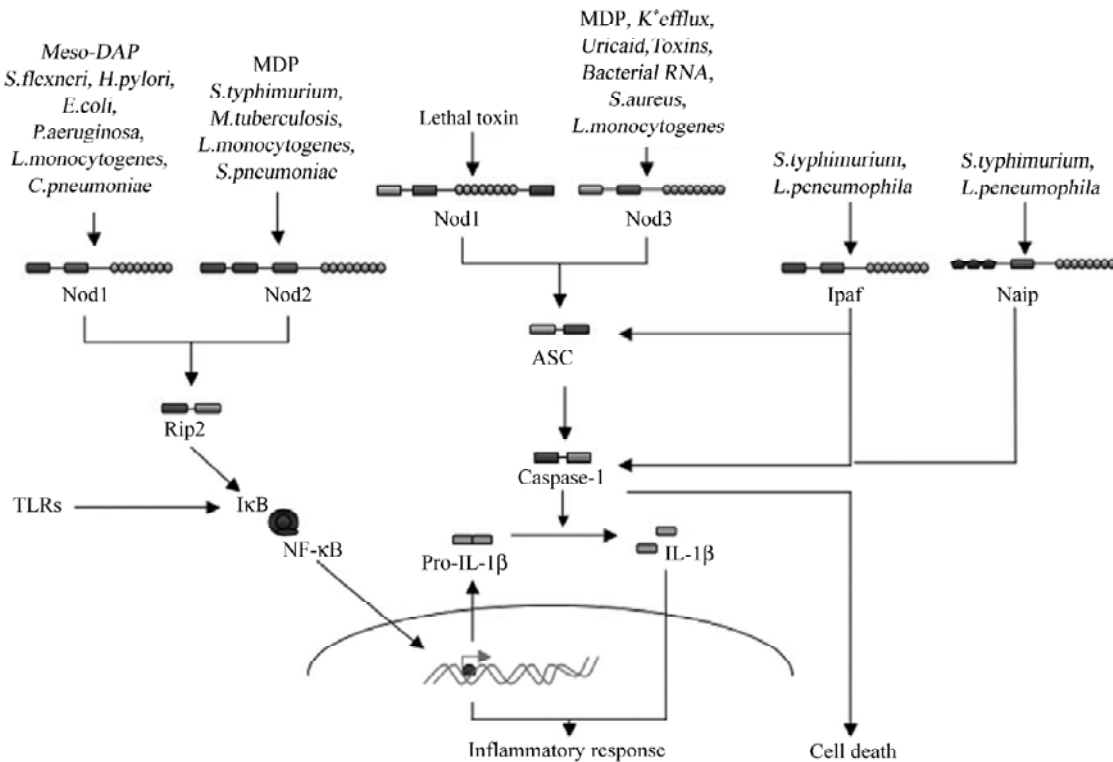 Meso-DAP
S.flexneri, H.pylori,
E.coli,
P.aeruginosa,
L.monocytogenes,
C.pneumoniae
MDP
S.typhimurium,
M.tuberculosis,
L.monocytogenes,
S.pncumoniac
Lethal toxin
MDP, K⁺efflux,
Uricaid,Toxins,
Bacterial RNA,
S.aureus,
L.monocytogenes
S.typhimurium,
L.pencumophila
S.typhimurium,
L.peneumophila
Nod1
Nod3
Nod1
Nod2
Ipaf
Naip
ASC
Rip2
Caspase-1
TLRs
IκB
NF-κB
Pro-IL-1β
IL-1β
Inflammatory response
Cell death